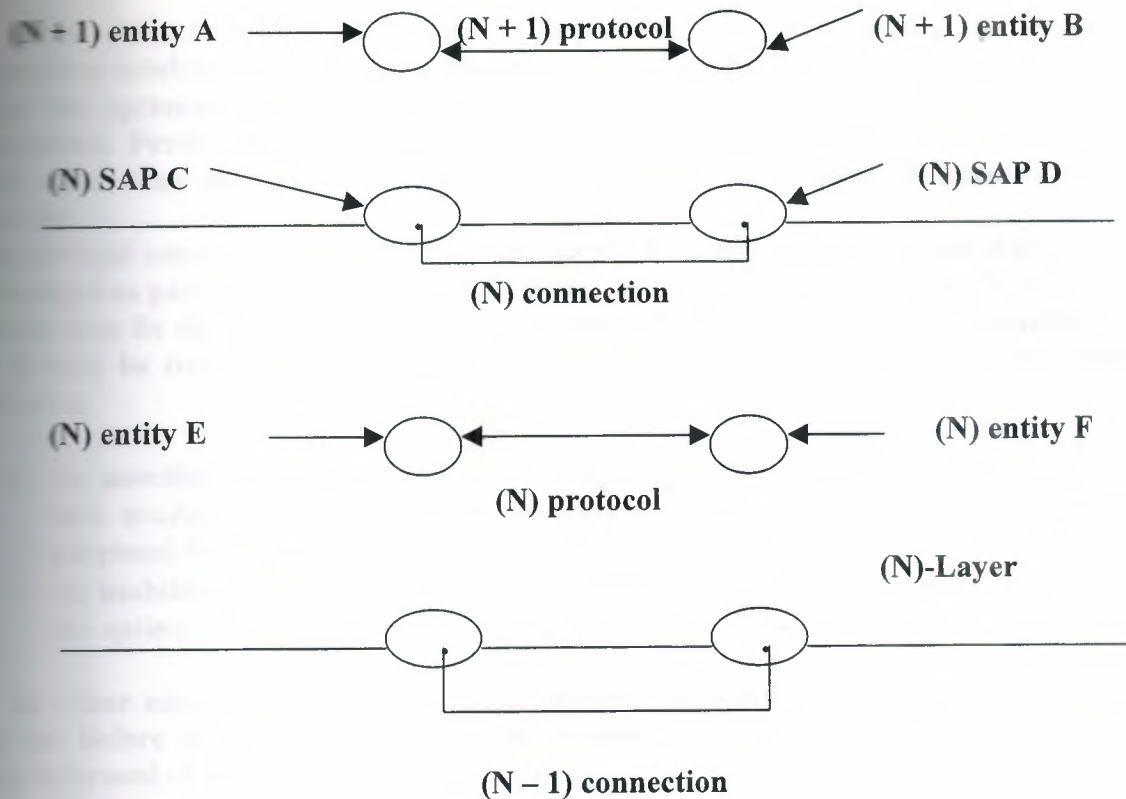 (N + 1) entity A (N + 1) protocol (N + 1) entity B
(N) SAP C (N) SAP D
(N) connection
(N) entity E (N) entity F
(N) protocol
(N)-Layer
(N – 1) connection